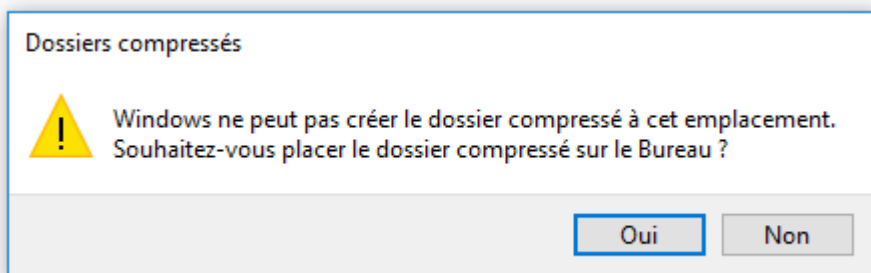 Dossiers compressés
Windows ne peut pas créer le dossier compressé à cet emplacement.
Souhaitez-vous placer le dossier compressé sur le Bureau ?
Oui
Non